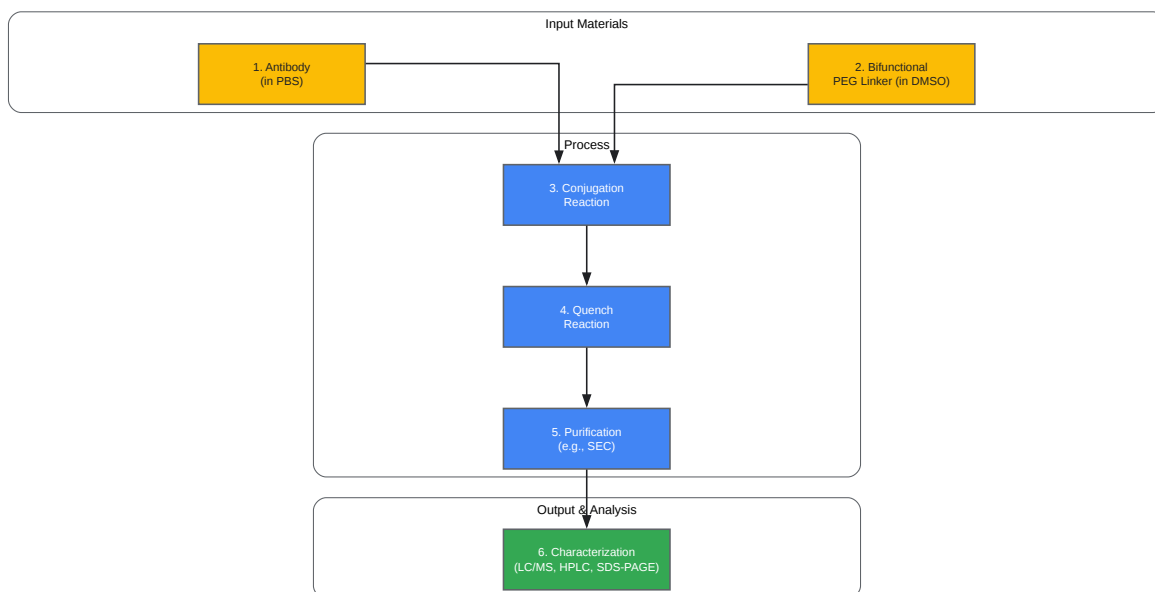 Input Materials
1. Antibody
(in PBS)
2. Bifunctional
PEG Linker (in DMSO)
Process
3. Conjugation
Reaction
4. Quench
Reaction
5. Purification
(e.g., SEC)
Output & Analysis
6. Characterization
(LC/MS, HPLC, SDS-PAGE)